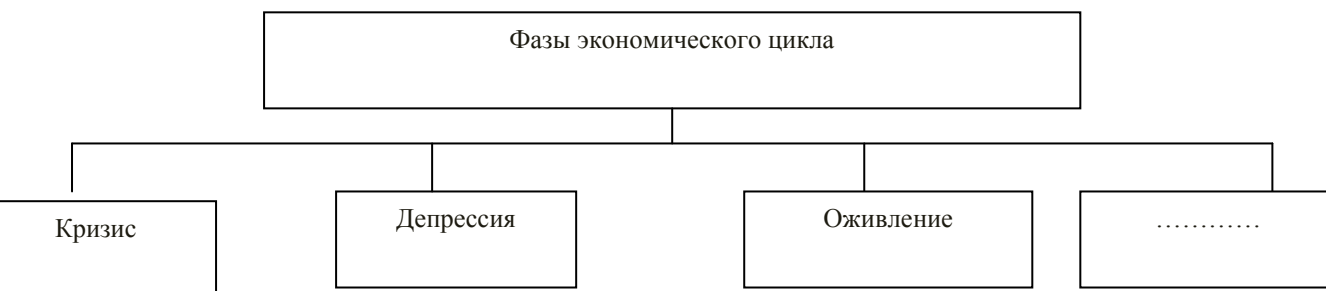 Фазы экономического цикла
Кризис
Депрессия
Оживление
…………